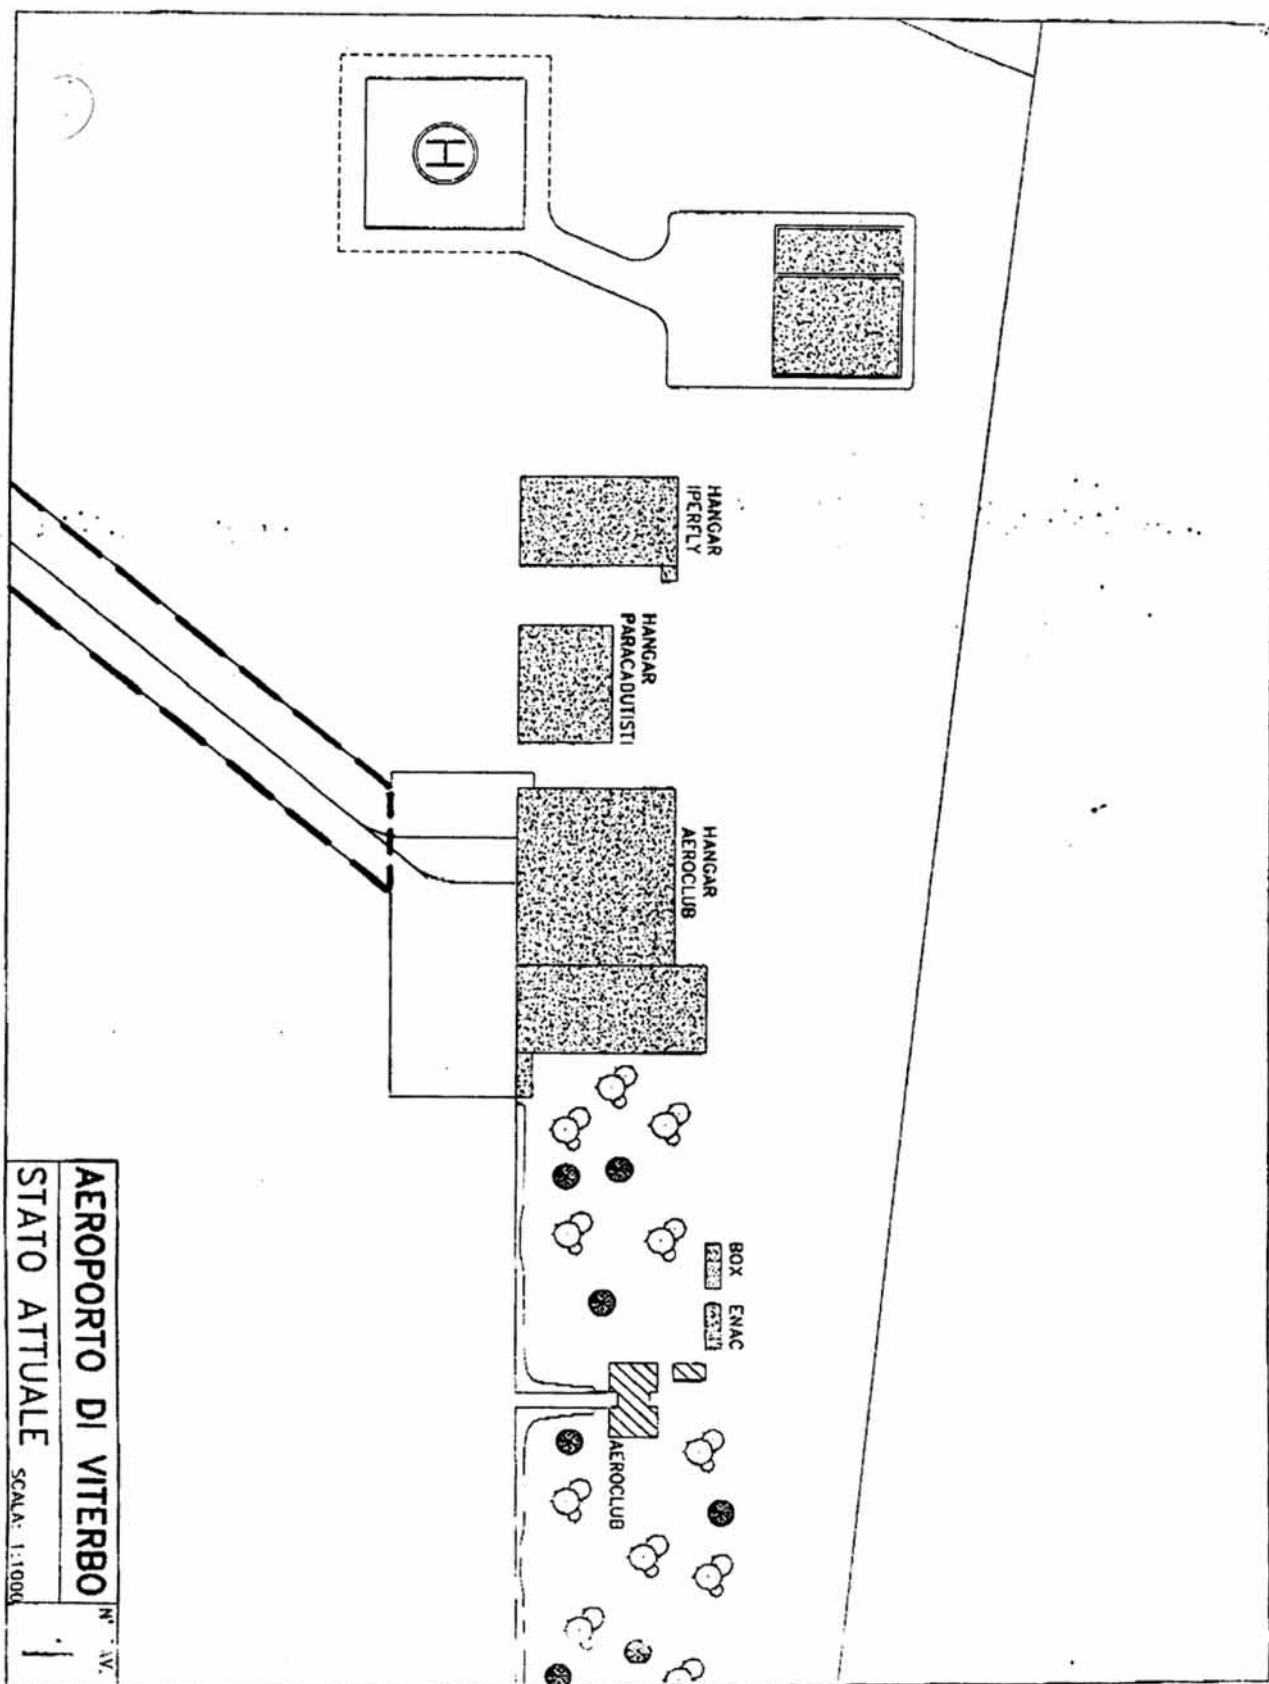 H
HANGAR
IPERFLY
HANGAR
PARACADUTISTI
HANGAR
AEROCLUB
BOX ENAC
AEROCLUB
AEROPORTO DI VITERBO
STATO ATTUALE SCALA: 1:1000
N°
1